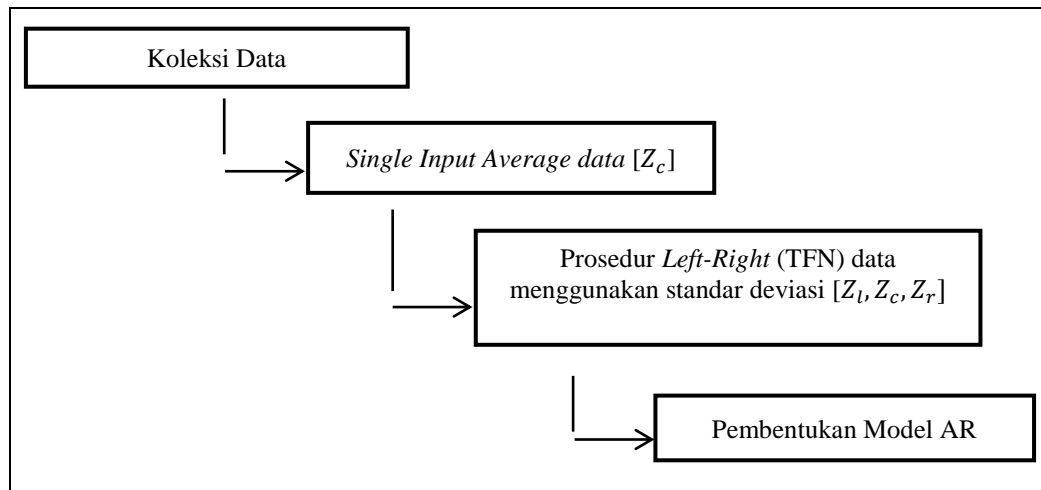 Koleksi Data
Single Input Average data [Z_c]
Prosedur Left-Right (TFN) data
menggunakan standar deviasi [Z_l, Z_c, Z_r]
Pembentukan Model AR